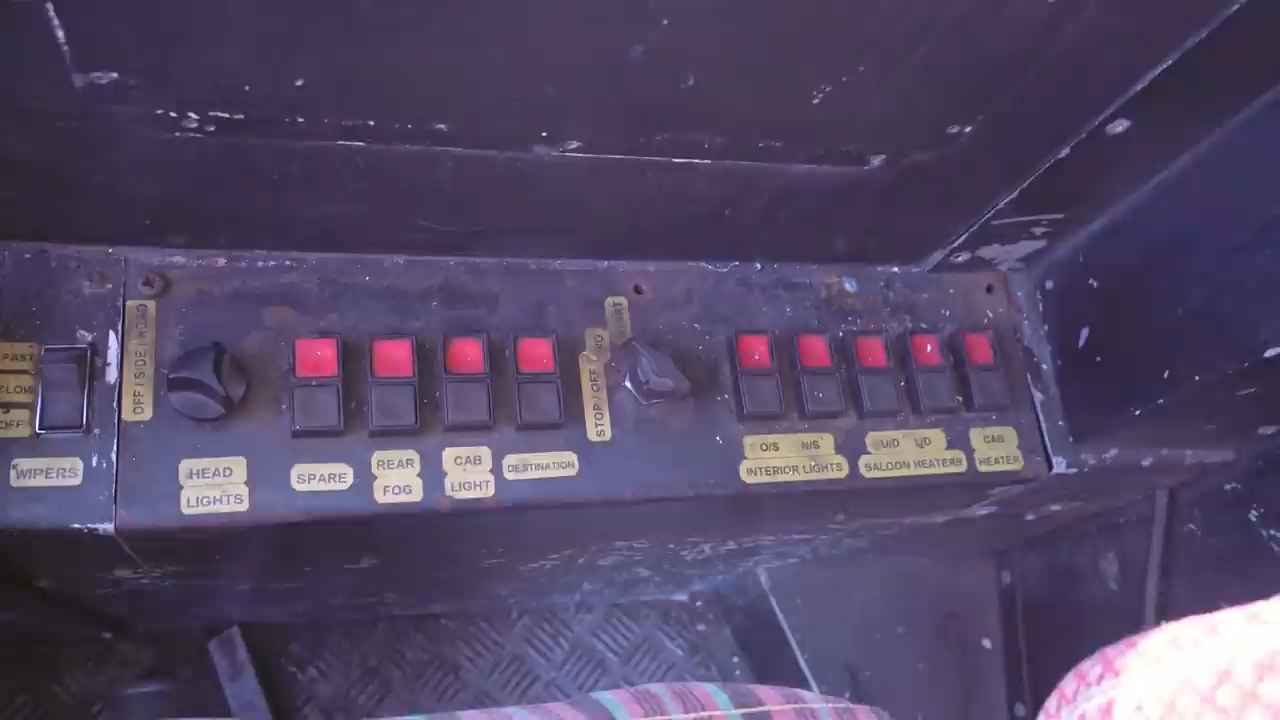 FAST
SLOW
OFF
WIPERS
OFF / SIDE / HEAD
HEAD
LIGHTS
SPARE
REAR
FOG
CAB
LIGHT
DESTINATION
STOP / OFF
START
O/S N/S
INTERIOR LIGHTS
U/D L/D
SALOON HEATERS
CAB
HEATER